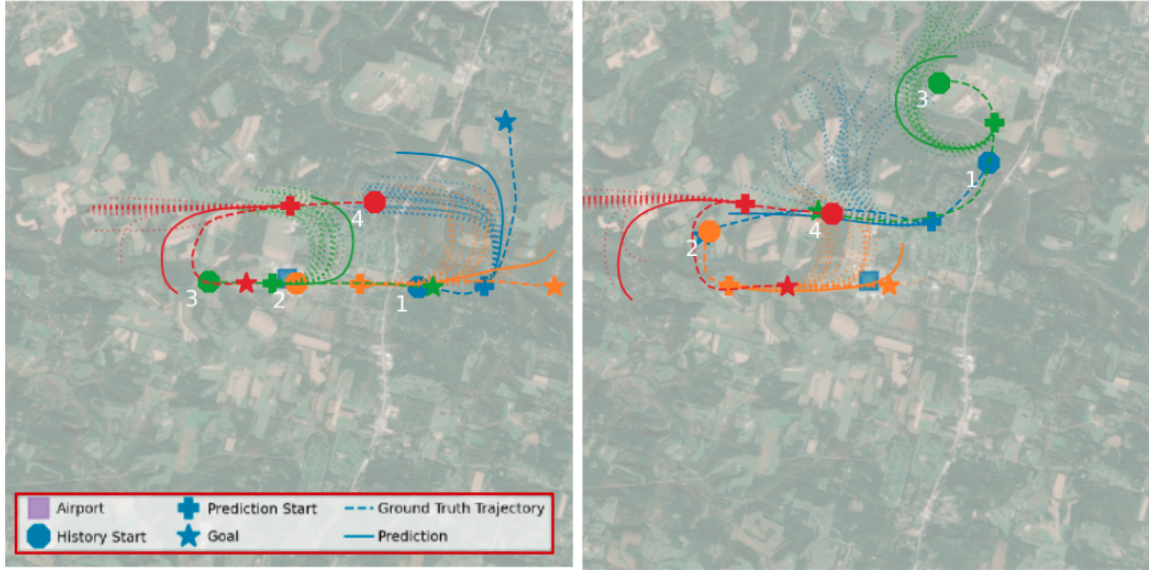 3
1
4
3
2
1
2
4
Airport
Prediction Start
Ground Truth Trajectory
History Start
Goal
Prediction